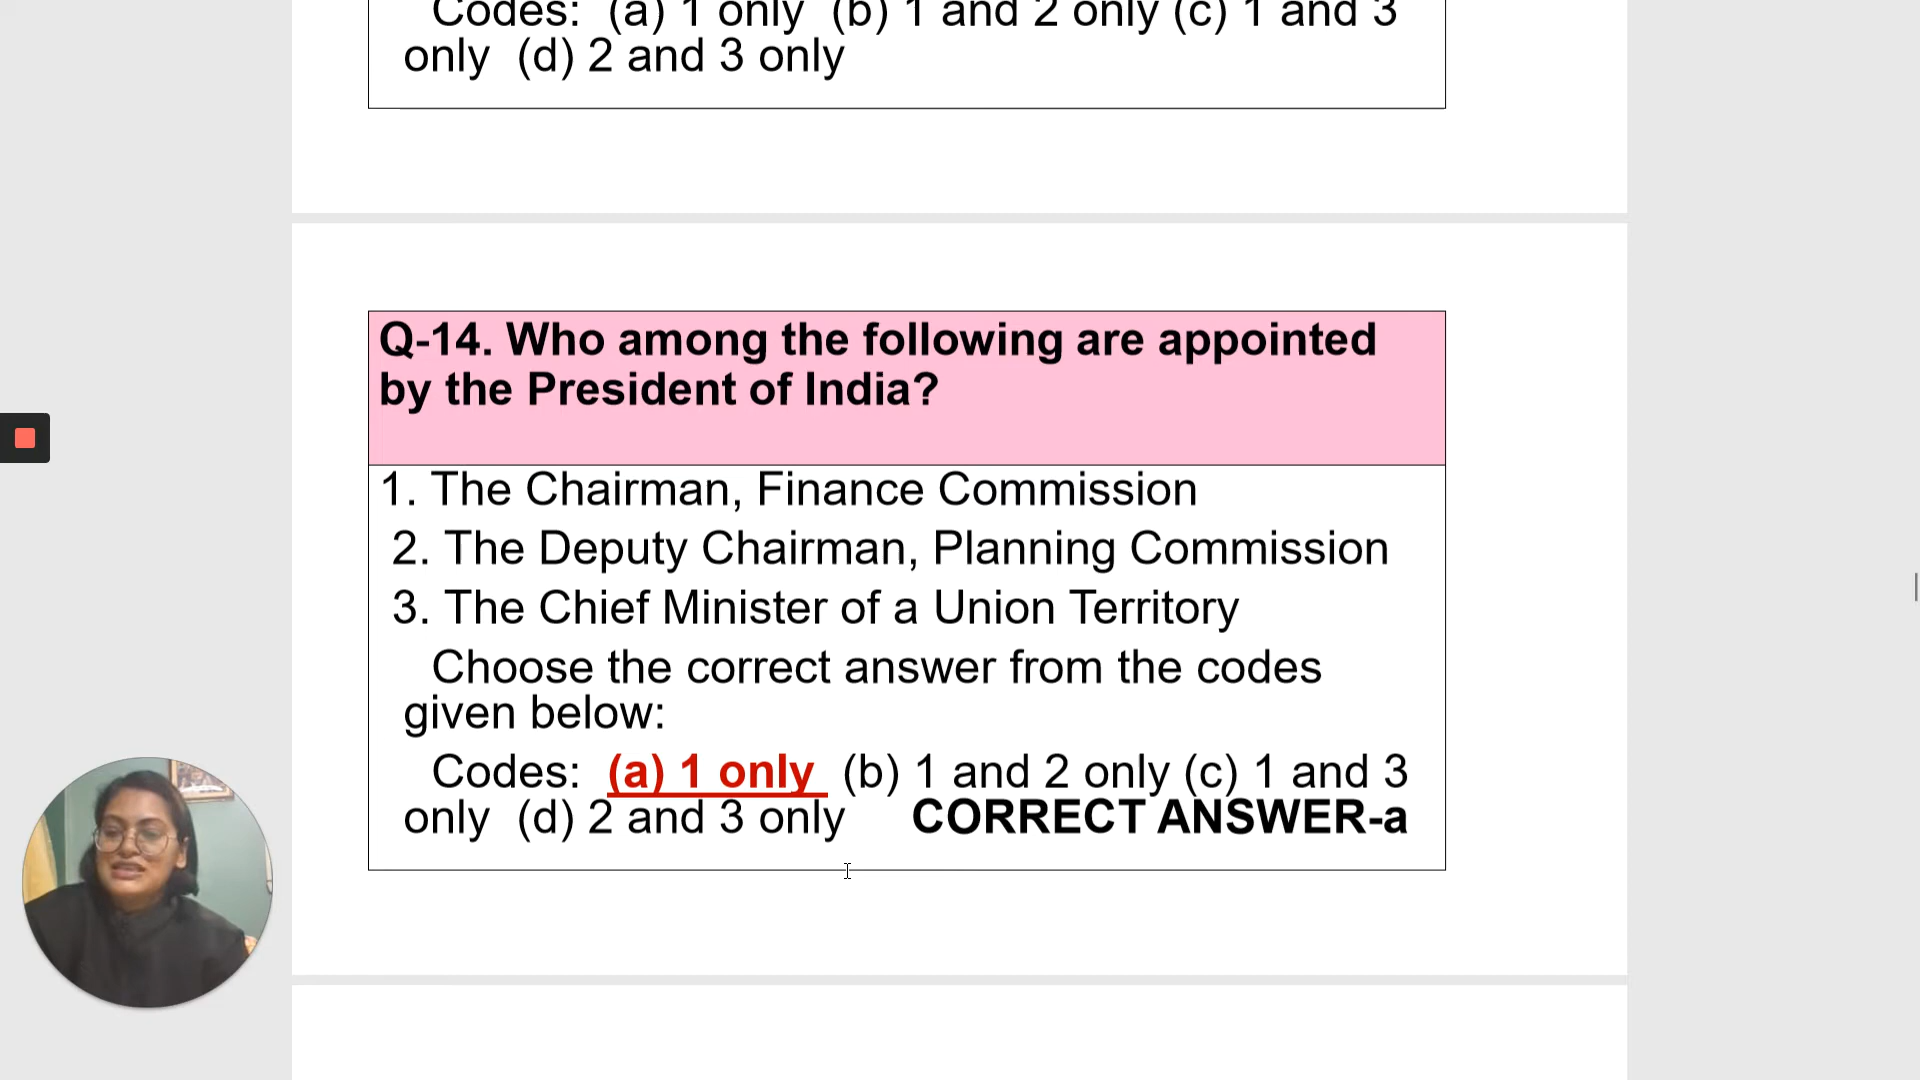 Codes: (a) 1 only (b) 1 and 2 only (c) 1 and 3
only (d) 2 and 3 only
Q-14. Who among the following are appointed
by the President of India?
1. The Chairman, Finance Commission
2. The Deputy Chairman, Planning Commission
3. The Chief Minister of a Union Territory
Choose the correct answer from the codes
given below:
Codes: (a) 1 only (b) 1 and 2 only (c) 1 and 3
only (d) 2 and 3 only CORRECT ANSWER-a